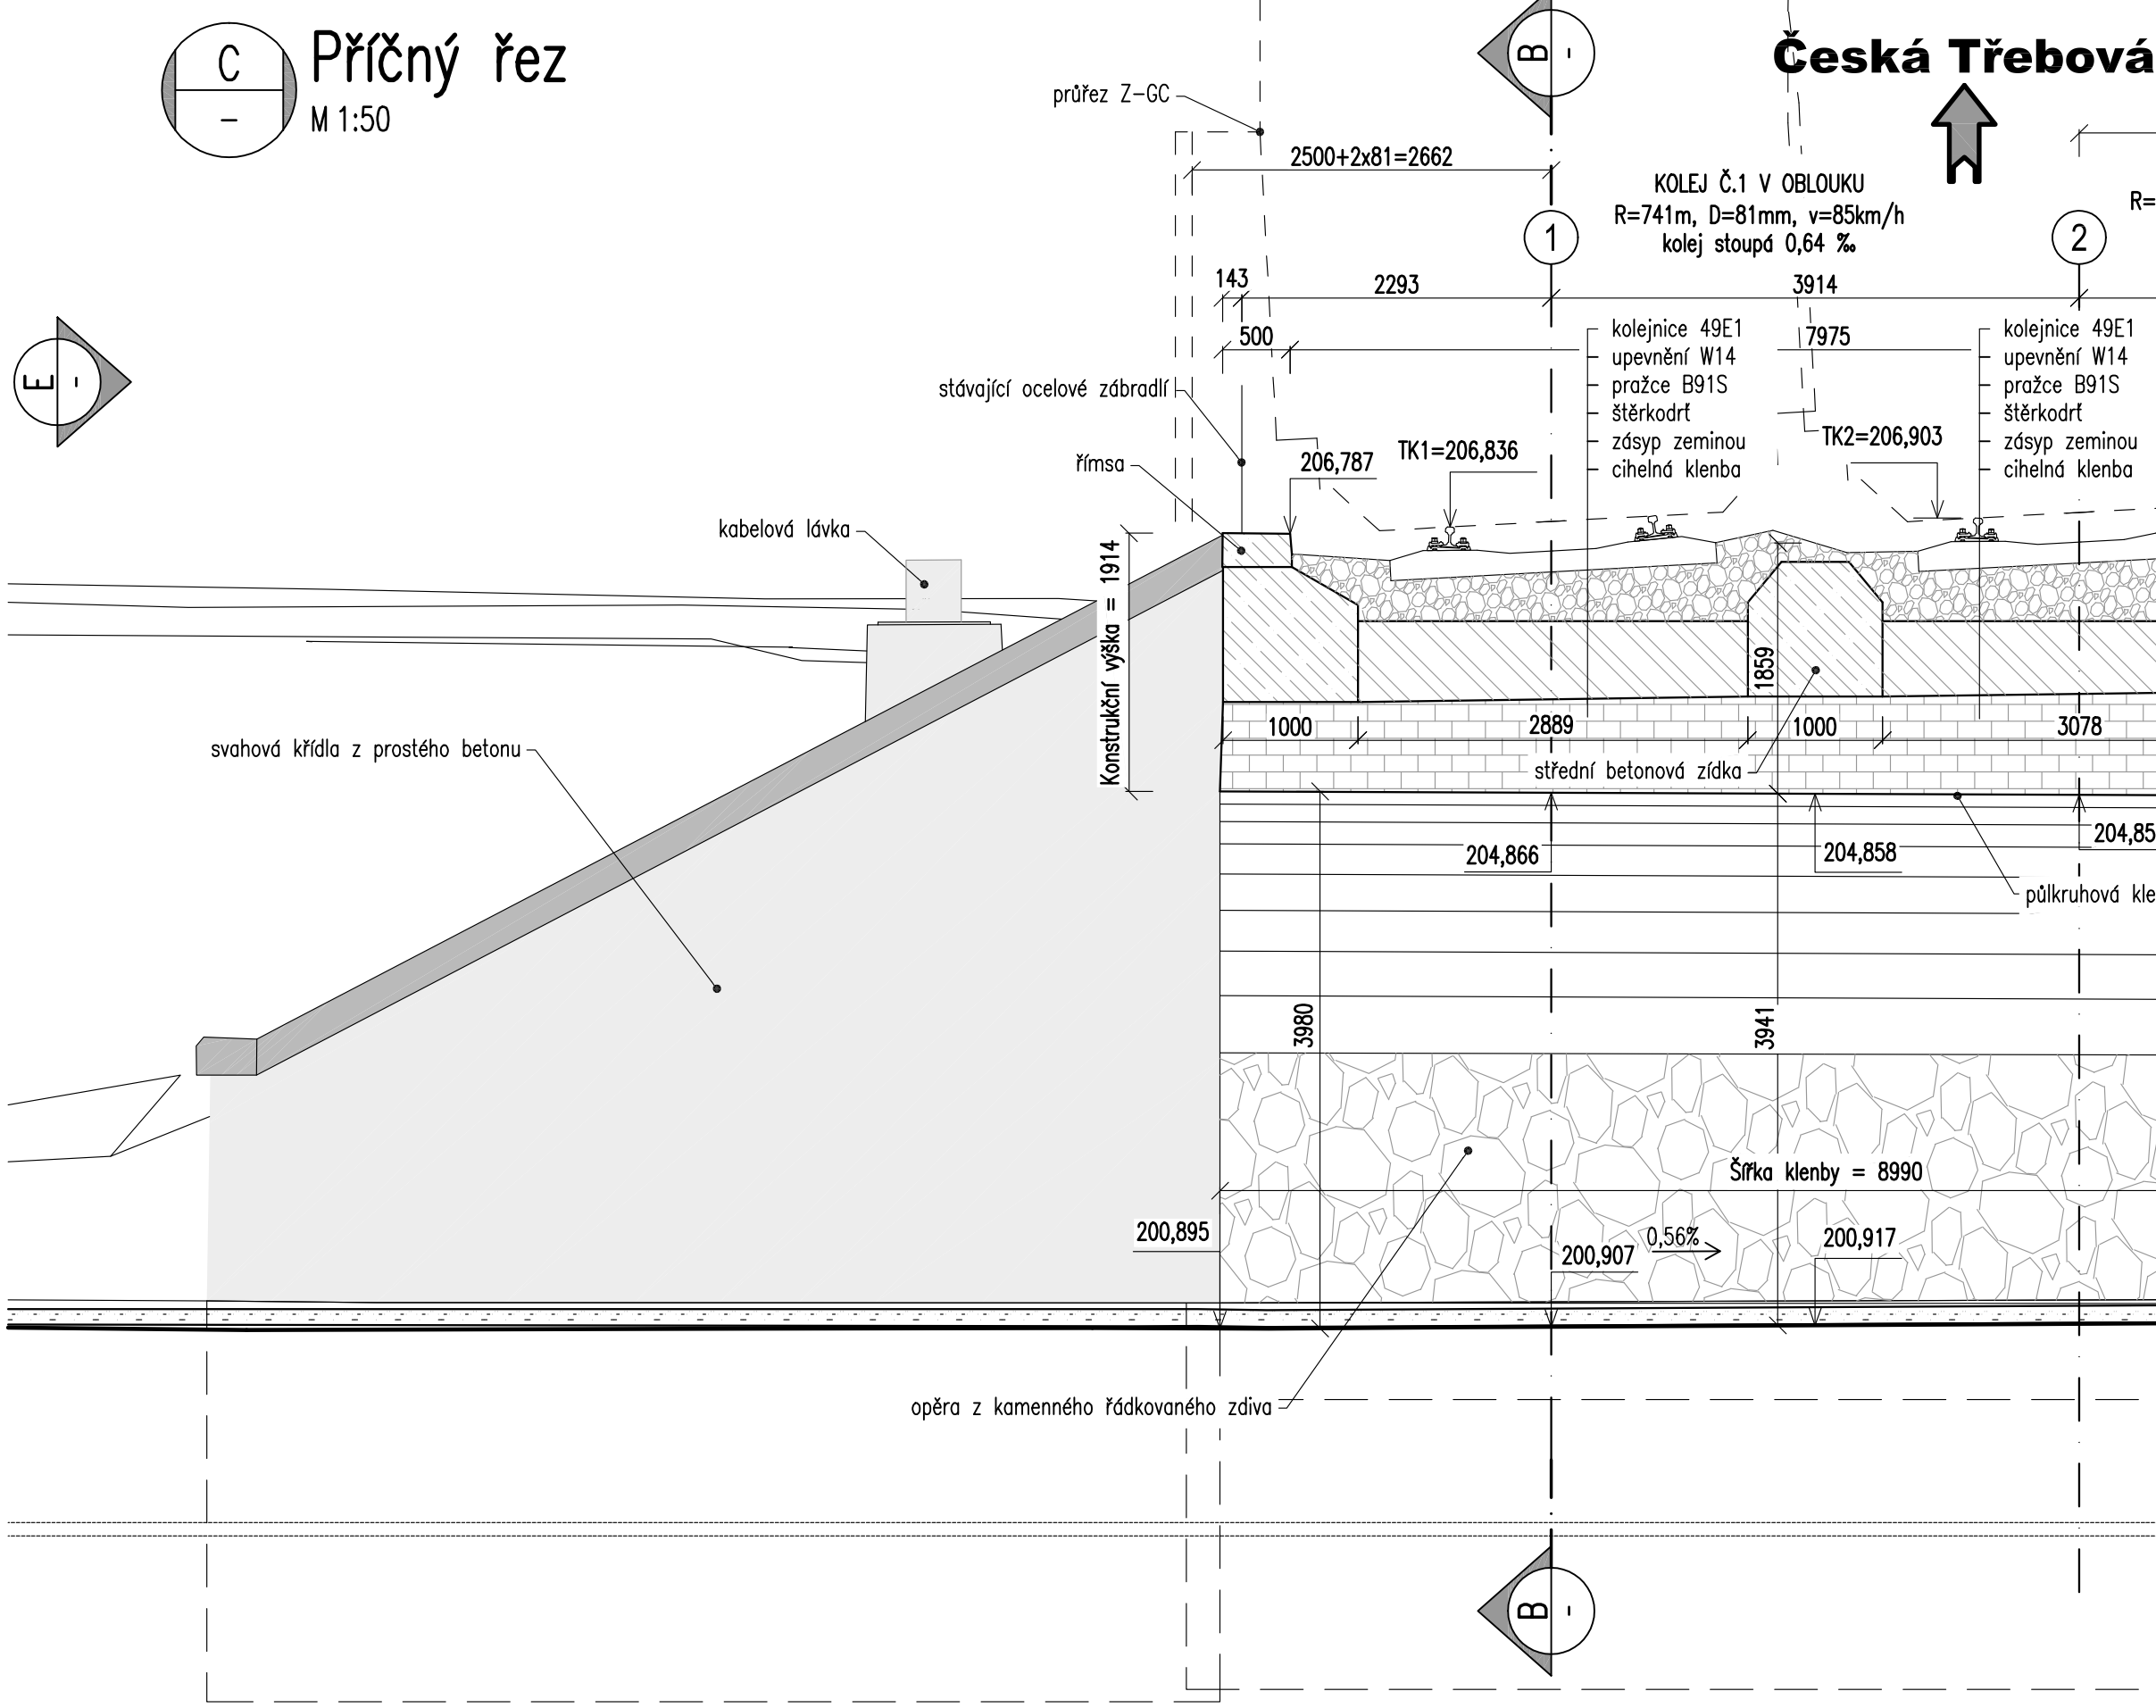 C
-
Příčný řez
M 1:50
B
-
Česká Třebová
průřez Z-GC
2500+2x81=2662
KOLEJ Č.1 V OBLOUKU
R=741m, D=81mm, v=85km/h
kolej stoupá 0,64 ‰
R=
1
2
143
2293
3914
500
7975
kolejnice 49E1
upevnění W14
pražce B91S
štěrkodrť
zásyp zeminou
cihelná klenba
kolejnice 49E1
upevnění W14
pražce B91S
štěrkodrť
zásyp zeminou
cihelná klenba
E
-
stávající ocelové zábradlí
římsa
206,787
TK1=206,836
TK2=206,903
kabelová lávka
Konstrukční výška = 1914
1859
svahová křídla z prostého betonu
1000
2889
1000
3078
střední betonová zídka
204,866
204,858
204,85
půlkruhová kle
3980
3941
Šířka klenby = 8990
200,895
200,907
0,56%
200,917
opěra z kamenného řádkovaného zdiva
B
-